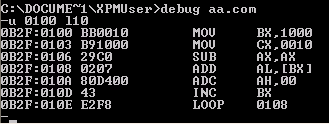 C:\DOCUME~1\XPMUser>debug aa.com
-u 0100 l10
0B2F:0100 BB0010 MOV BX,1000
0B2F:0103 B91000 MOV CX,0010
0B2F:0106 29C0 SUB AX,AX
0B2F:0108 0207 ADD AL,[BX]
0B2F:010A 80D400 ADC AH,00
0B2F:010D 43 INC BX
0B2F:010E E2F8 LOOP 0108
-